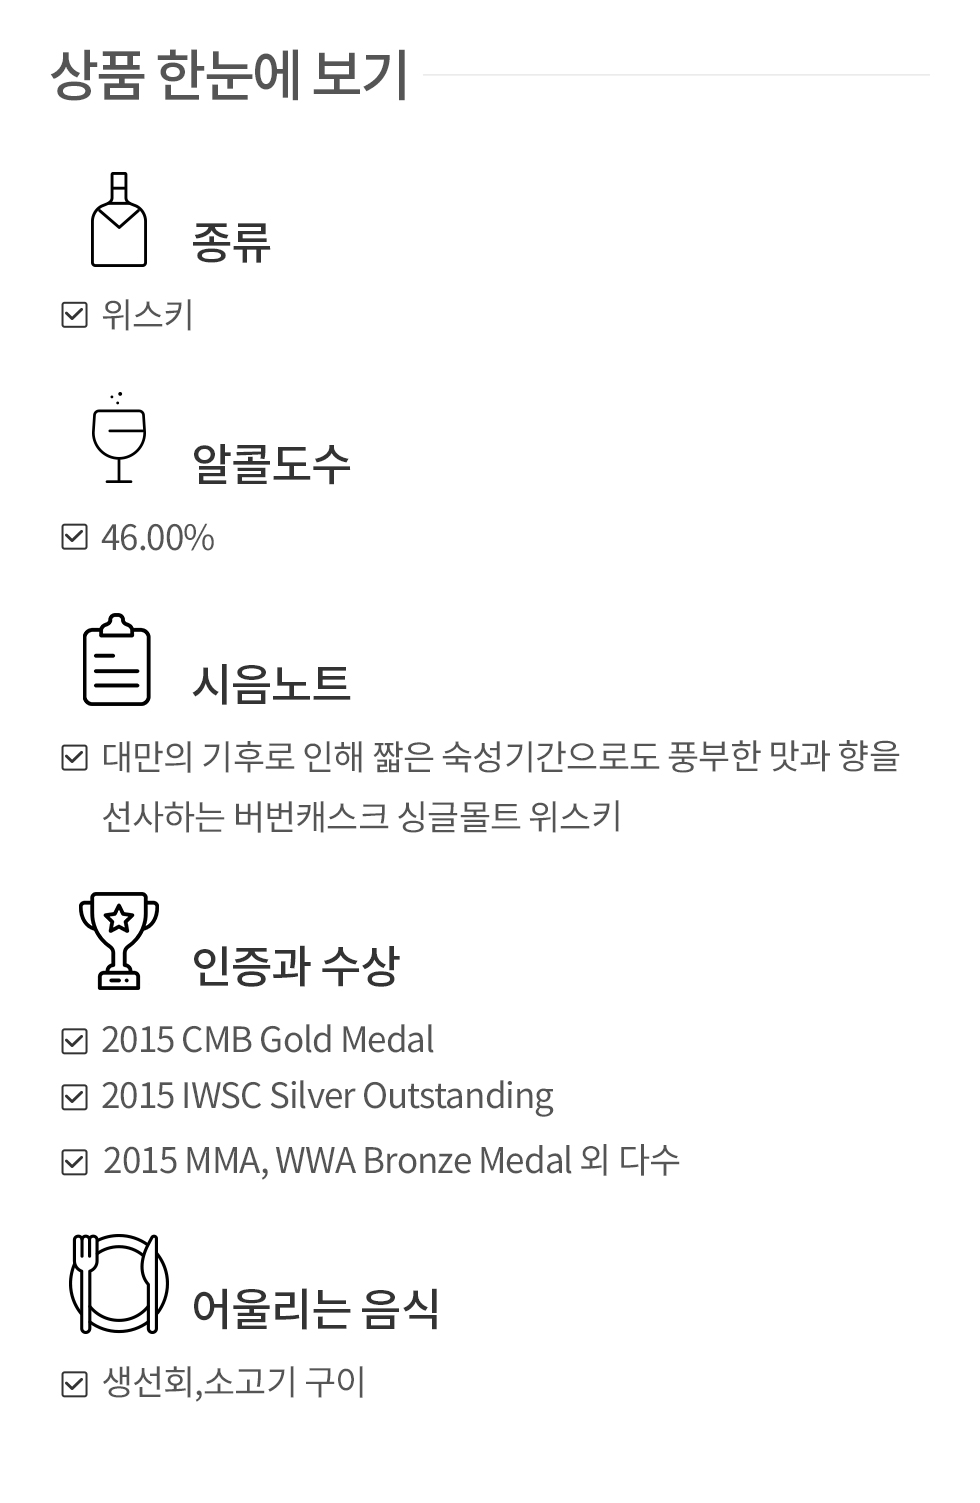 상품 한눈에 보기
종류
위스키
알콜도수
46.00%
시음노트
대만의 기후로 인해 짧은 숙성기간으로도 풍부한 맛과 향을
선사하는 버번캐스크 싱글몰트 위스키
인증과 수상
2015 CMB Gold Medal
2015 IWSC Silver Outstanding
2015 MMA, WWA Bronze Medal 외 다수
어울리는 음식
생선회,소고기 구이